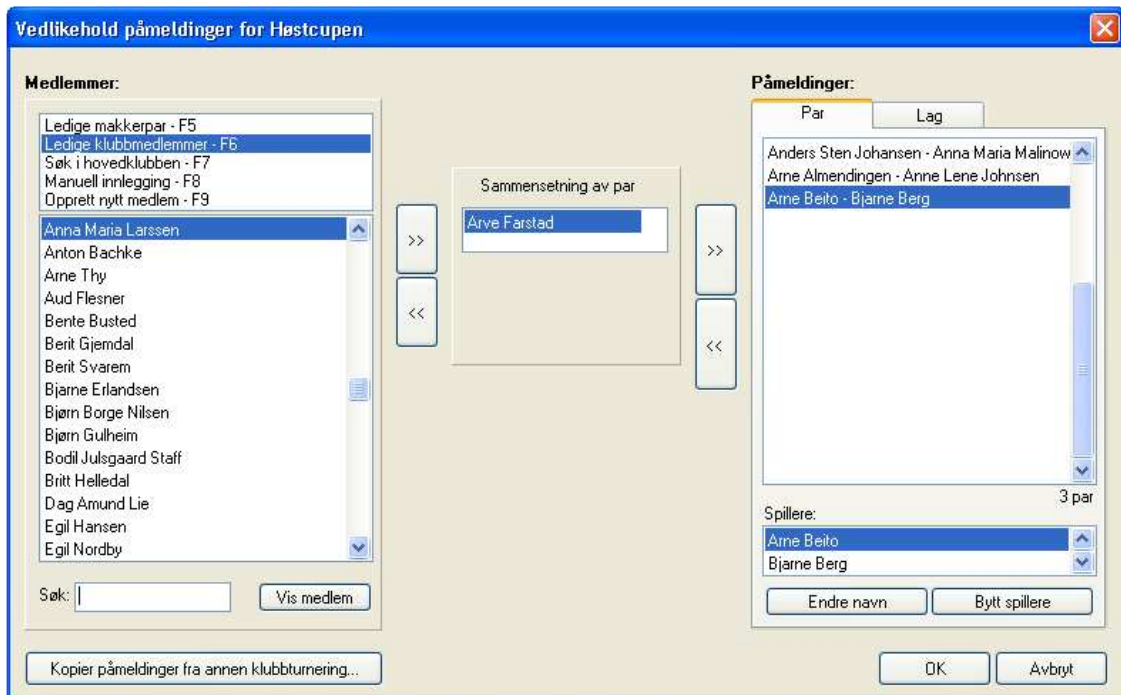 Vedlikehold påmeldinger for Høstcupen
Medlemmer:
Ledige makkerpar - F5
Ledige klubbmedlemmer - F6
Søk i hovedklubben - F7
Manuell innlegging - F8
Opprett nytt medlem - F9
Anna Maria Larssen
Anton Bachke
Arne Thy
Aud Flesner
Bente Busted
Berit Gjemdal
Berit Svarem
Bjarne Erlandsen
Bjørn Borge Nilsen
Bjørn Gulheim
Bodil Julsgaard Staff
Britt Helledal
Dag Amund Lie
Egil Hansen
Egil Nordby
Søk:
Vis medlem
Kopier påmeldinger fra annen klubbturnering...
>>
<<
Sammensetning av par
Arve Farstad
>>
<<
Påmeldinger:
Par
Lag
Anders Sten Johansen - Anna Maria Malinow
Arne Almendingen - Anne Lene Johnsen
Arne Beito - Bjarne Berg
3 par
Spillere:
Arne Beito
Bjarne Berg
Endre navn
Bytt spillere
OK
Avbryt